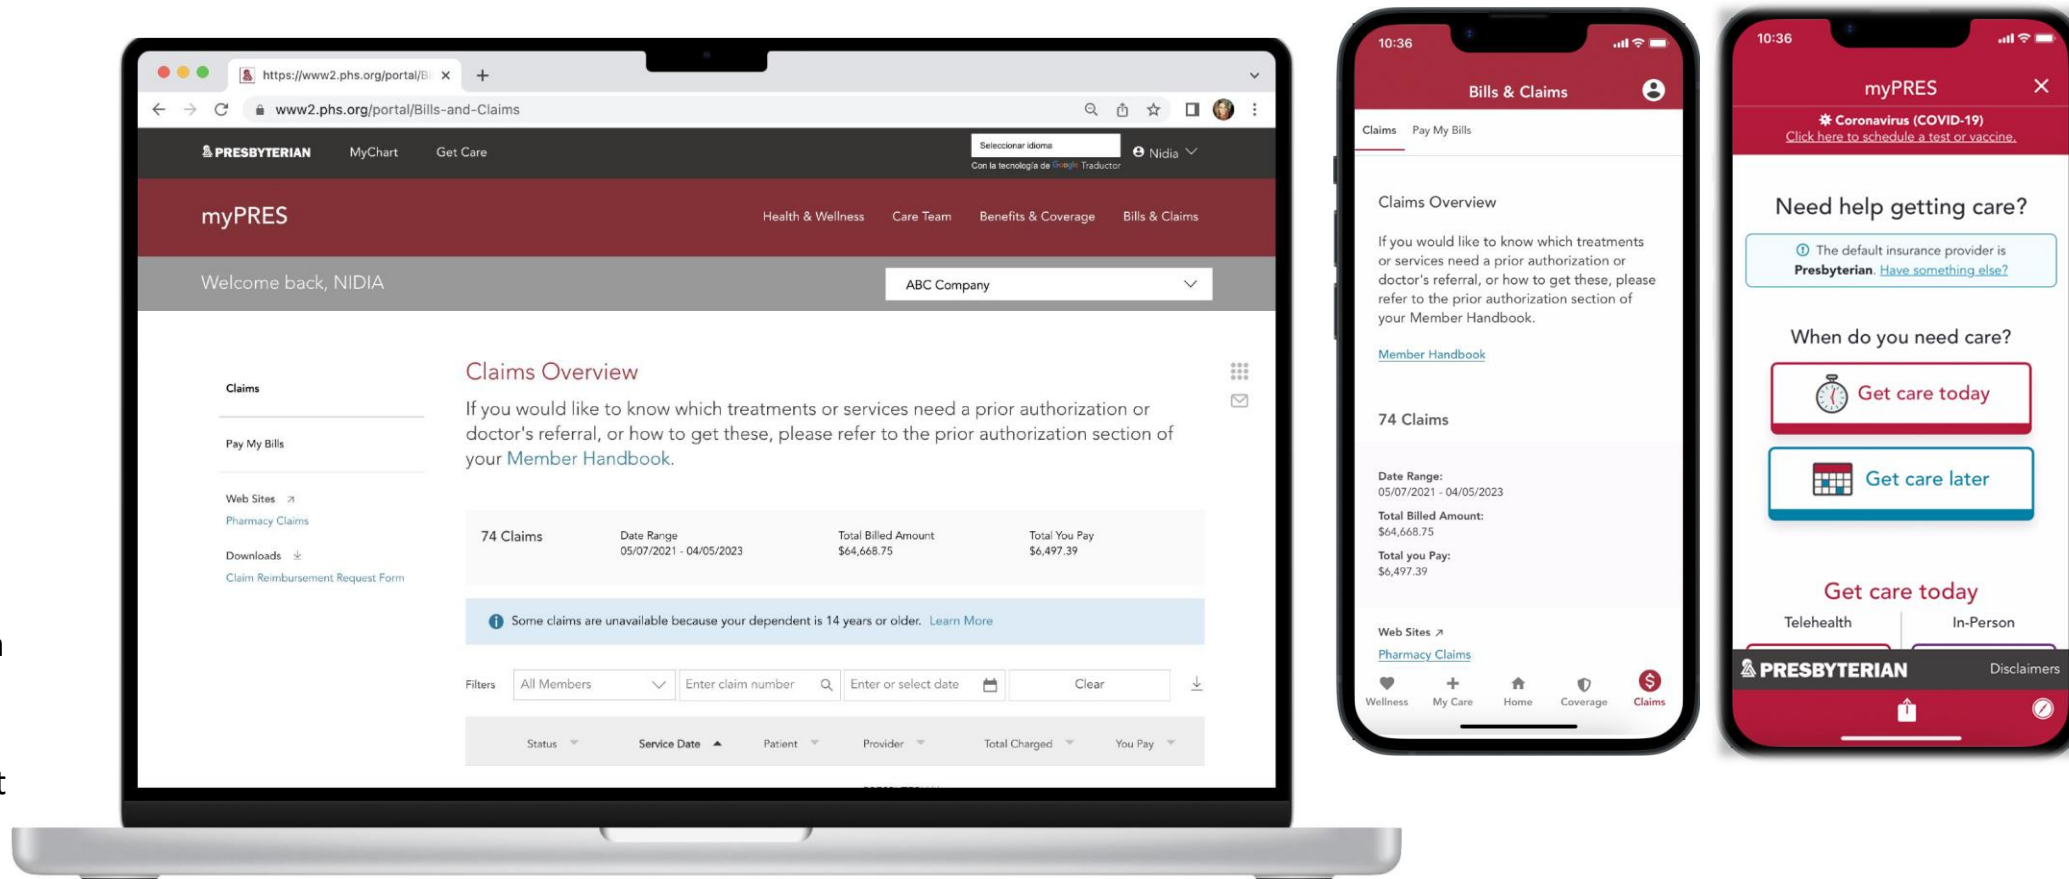 https://www2.phs.org/portal/Bi
www2.phs.org/portal/Bills-and-Claims
PRESBYTERIAN MyChart Get Care
Seleccionar idioma
Con la tecnología de Google Traductor
Nidia
myPRES
Health & Wellness Care Team Benefits & Coverage Bills & Claims
Welcome back, NIDIA
ABC Company
Claims
Pay My Bills
Web Sites
Pharmacy Claims
Downloads
Claim Reimbursement Request Form
Claims Overview
If you would like to know which treatments or services need a prior authorization or
doctor's referral, or how to get these, please refer to the prior authorization section of
your Member Handbook.
74 Claims
Date Range
05/07/2021 - 04/05/2023
Total Billed Amount
$64,668.75
Total You Pay
$6,497.39
Some claims are unavailable because your dependent is 14 years or older. Learn More
Filters All Members Enter claim number Enter or select date Clear
Status Service Date Patient Provider Total Charged You Pay
10:36
Bills & Claims
Claims Pay My Bills
Claims Overview
If you would like to know which treatments
or services need a prior authorization or
doctor's referral, or how to get these, please
refer to the prior authorization section of
your Member Handbook.
Member Handbook
74 Claims
Date Range:
05/07/2021 - 04/05/2023
Total Billed Amount:
$64,668.75
Total you Pay:
$6,497.39
Web Sites
Pharmacy Claims
Wellness My Care Home Coverage Claims
10:36
myPRES
Coronavirus (COVID-19)
Click here to schedule a test or vaccine.
Need help getting care?
The default insurance provider is
Presbyterian. Have something else?
When do you need care?
Get care today
Get care later
Get care today
Telehealth In-Person
PRESBYTERIAN Disclaimers